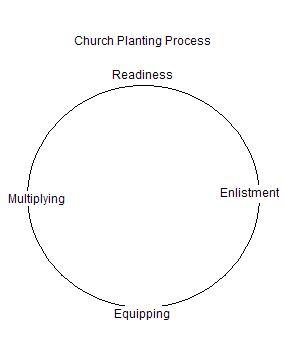 Church Planting Process
Readiness
Enlistment
Multiplying
Equipping